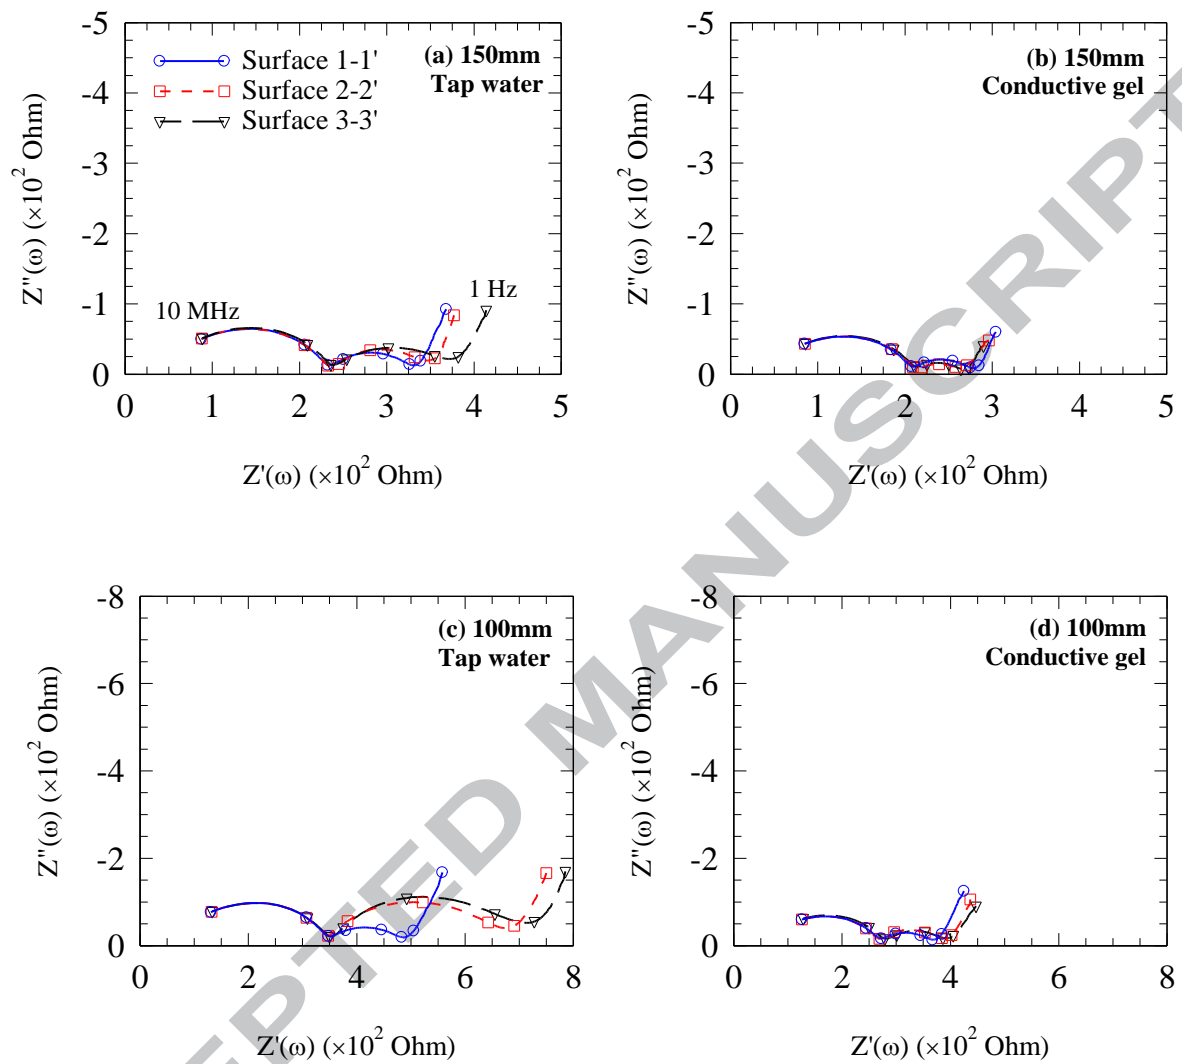 -5
-4
-3
-2
-1
0
0 1 2 3 4 5
Z''(ω) (×10² Ohm)
Z'(ω) (×10² Ohm)
Surface 1-1'
Surface 2-2'
Surface 3-3'
(a) 150mm
Tap water
10 MHz
1 Hz
-5
-4
-3
-2
-1
0
0 1 2 3 4 5
Z''(ω) (×10² Ohm)
Z'(ω) (×10² Ohm)
(b) 150mm
Conductive gel
-8
-6
-4
-2
0
0 2 4 6 8
Z''(ω) (×10² Ohm)
Z'(ω) (×10² Ohm)
(c) 100mm
Tap water
-8
-6
-4
-2
0
0 2 4 6 8
Z''(ω) (×10² Ohm)
Z'(ω) (×10² Ohm)
(d) 100mm
Conductive gel
EPTED MANUSCRIPT